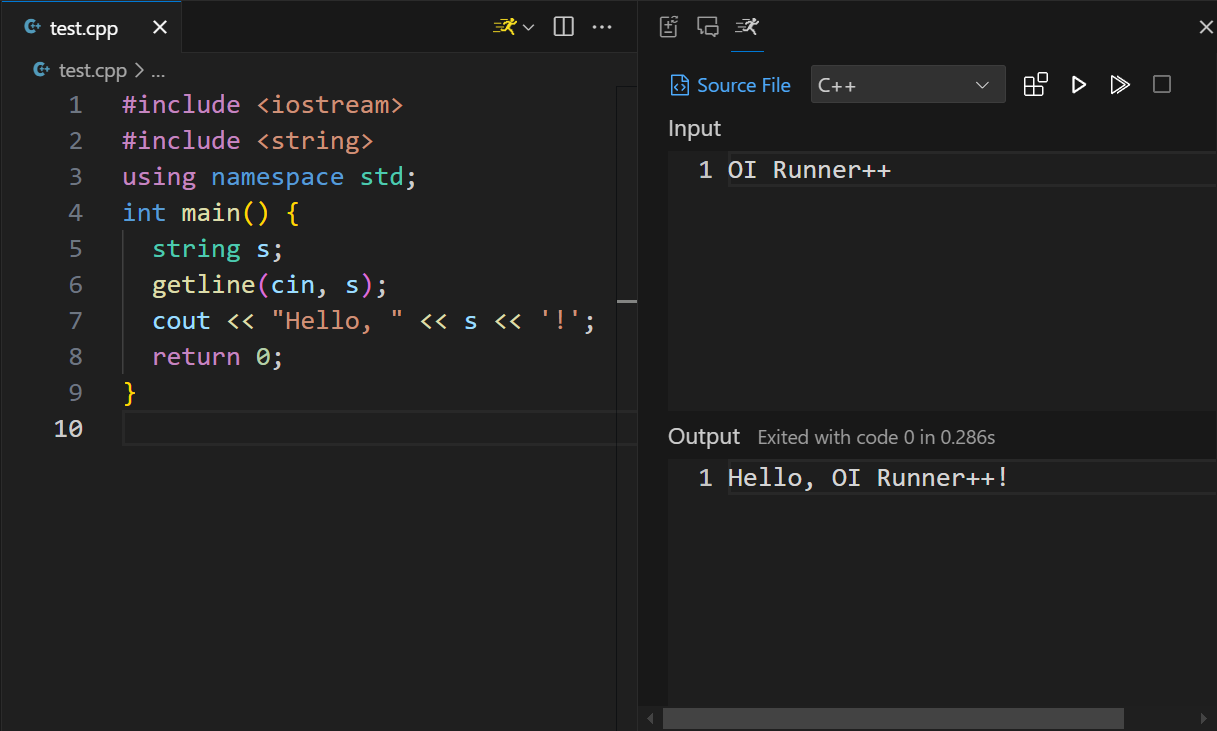 test.cpp
test.cpp > ...
1 #include <iostream>
2 #include <string>
3 using namespace std;
4 int main() {
5   string s;
6   getline(cin, s);
7   cout << "Hello, " << s << '!';
8   return 0;
9 }
10
Source File C++
Input
1 OI Runner++
Output Exited with code 0 in 0.286s
1 Hello, OI Runner++!